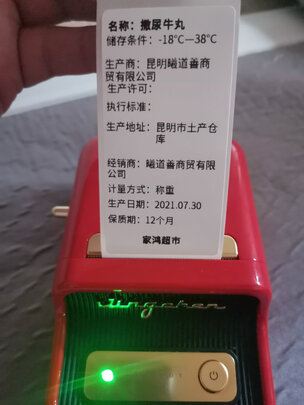 名称：撒尿牛丸
储存条件：-18℃—38℃
生产商：昆明曦道善商
贸有限公司
生产许可：
执行标准：
生产地址：昆明市土产仓
库
经销商：曦道善商贸有限公
司
计量方式：称重
生产日期：2021.07.30
保质期：12个月
家鸿超市
Jingchen